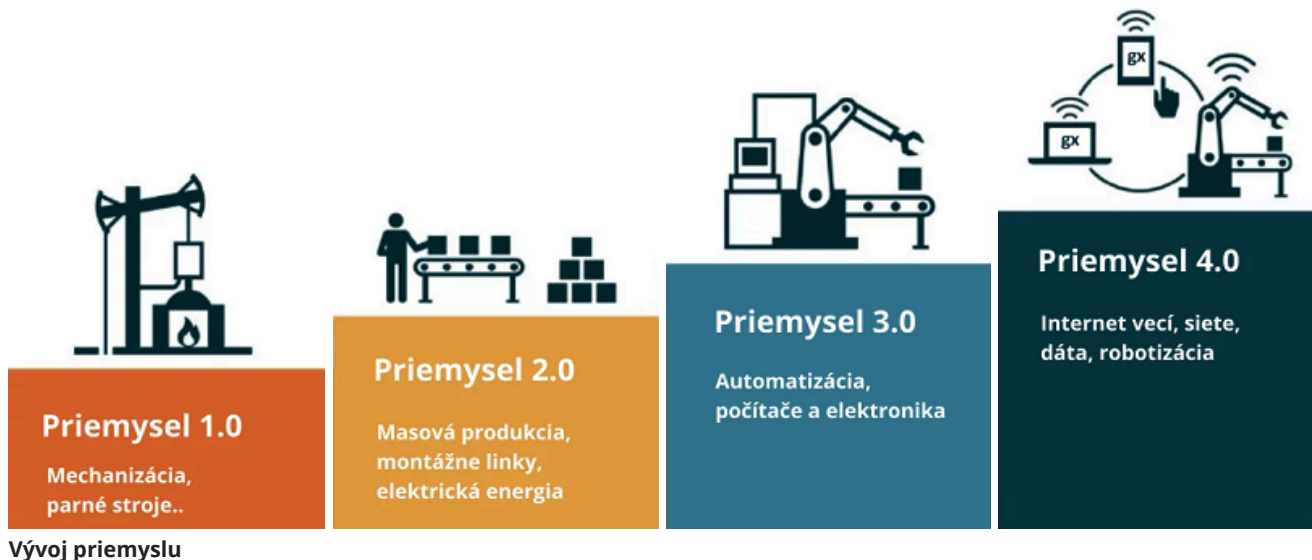 gx
gx
Priemysel 1.0
Mechanizácia,
parné stroje..
Priemysel 2.0
Masová produkcia,
montážne linky,
elektrická energia
Priemysel 3.0
Automatizácia,
počítače a elektronika
Priemysel 4.0
Internet vecí, siete,
dáta, robotizácia
Vývoj priemyslu